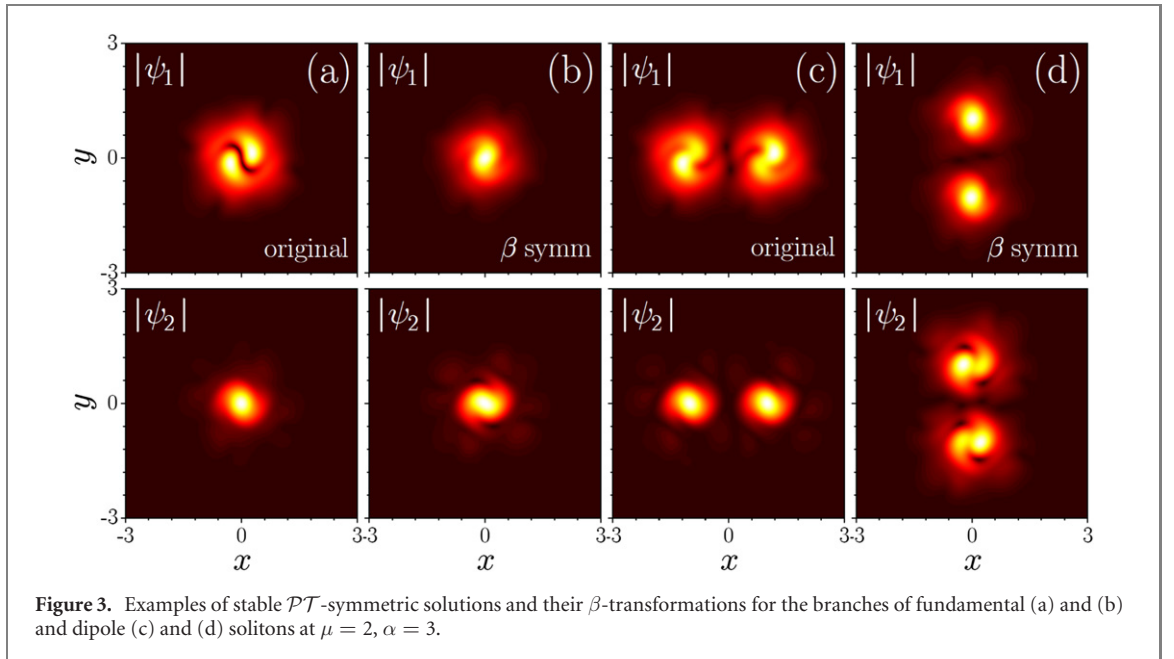 3
|ψ₁| (a) |ψ₁| (b) |ψ₁| (c) |ψ₁| (d)
y 0
original β symm original β symm
-3
3
|ψ₂| |ψ₂| |ψ₂| |ψ₂|
y 0
-3
-3 0 3-3 0 3-3 0 3-3 0 3
x x x x
Figure 3. Examples of stable 𝒫𝒯-symmetric solutions and their β-transformations for the branches of fundamental (a) and (b)
and dipole (c) and (d) solitons at μ = 2, α = 3.